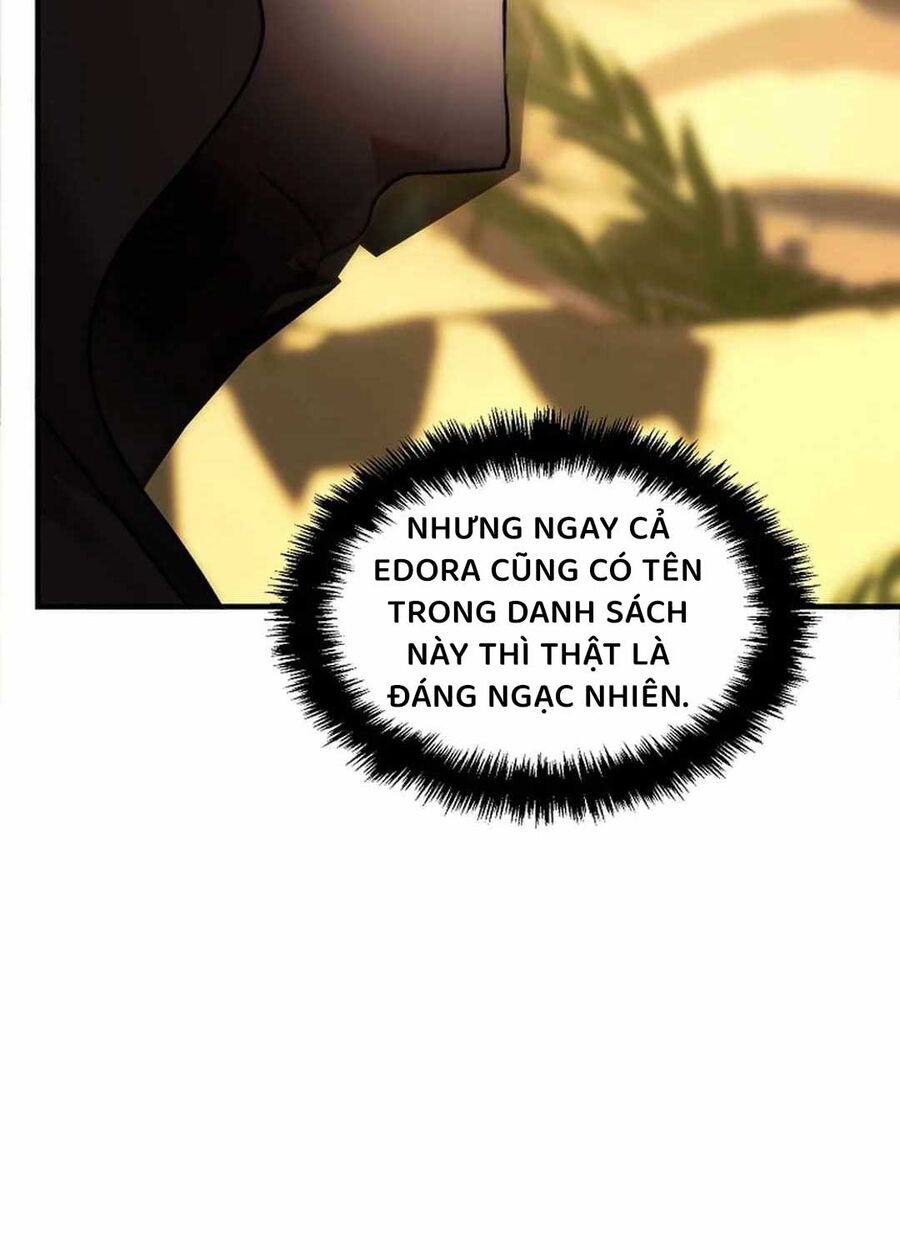 NHƯNG NGAY CẢ
EDORA CŨNG CÓ TÊN
TRONG DANH SÁCH
NÀY THÌ THẬT LÀ
ĐÁNG NGẠC NHIÊN.